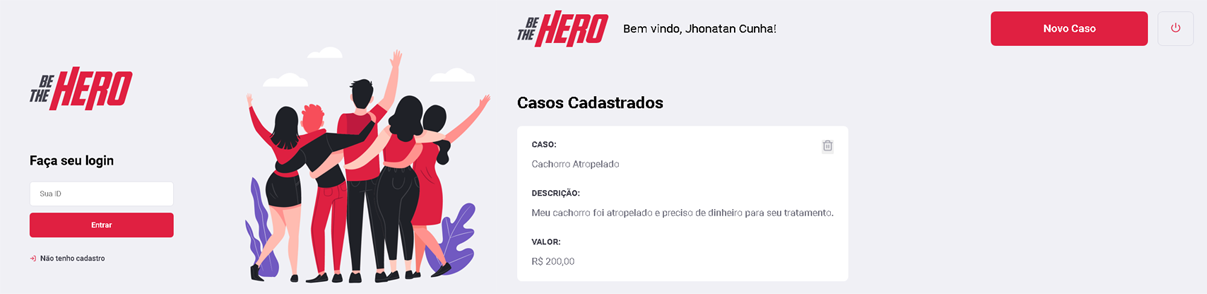 BE
THE HERO
Faça seu login
Sua ID
Entrar
Não tenho cadastro
BE
THE HERO
Bem vindo, Jhonatan Cunha!
Novo Caso
Casos Cadastrados
CASO:
Cachorro Atropelado
DESCRIÇÃO:
Meu cachorro foi atropelado e preciso de dinheiro para seu tratamento.
VALOR:
R$ 200,00